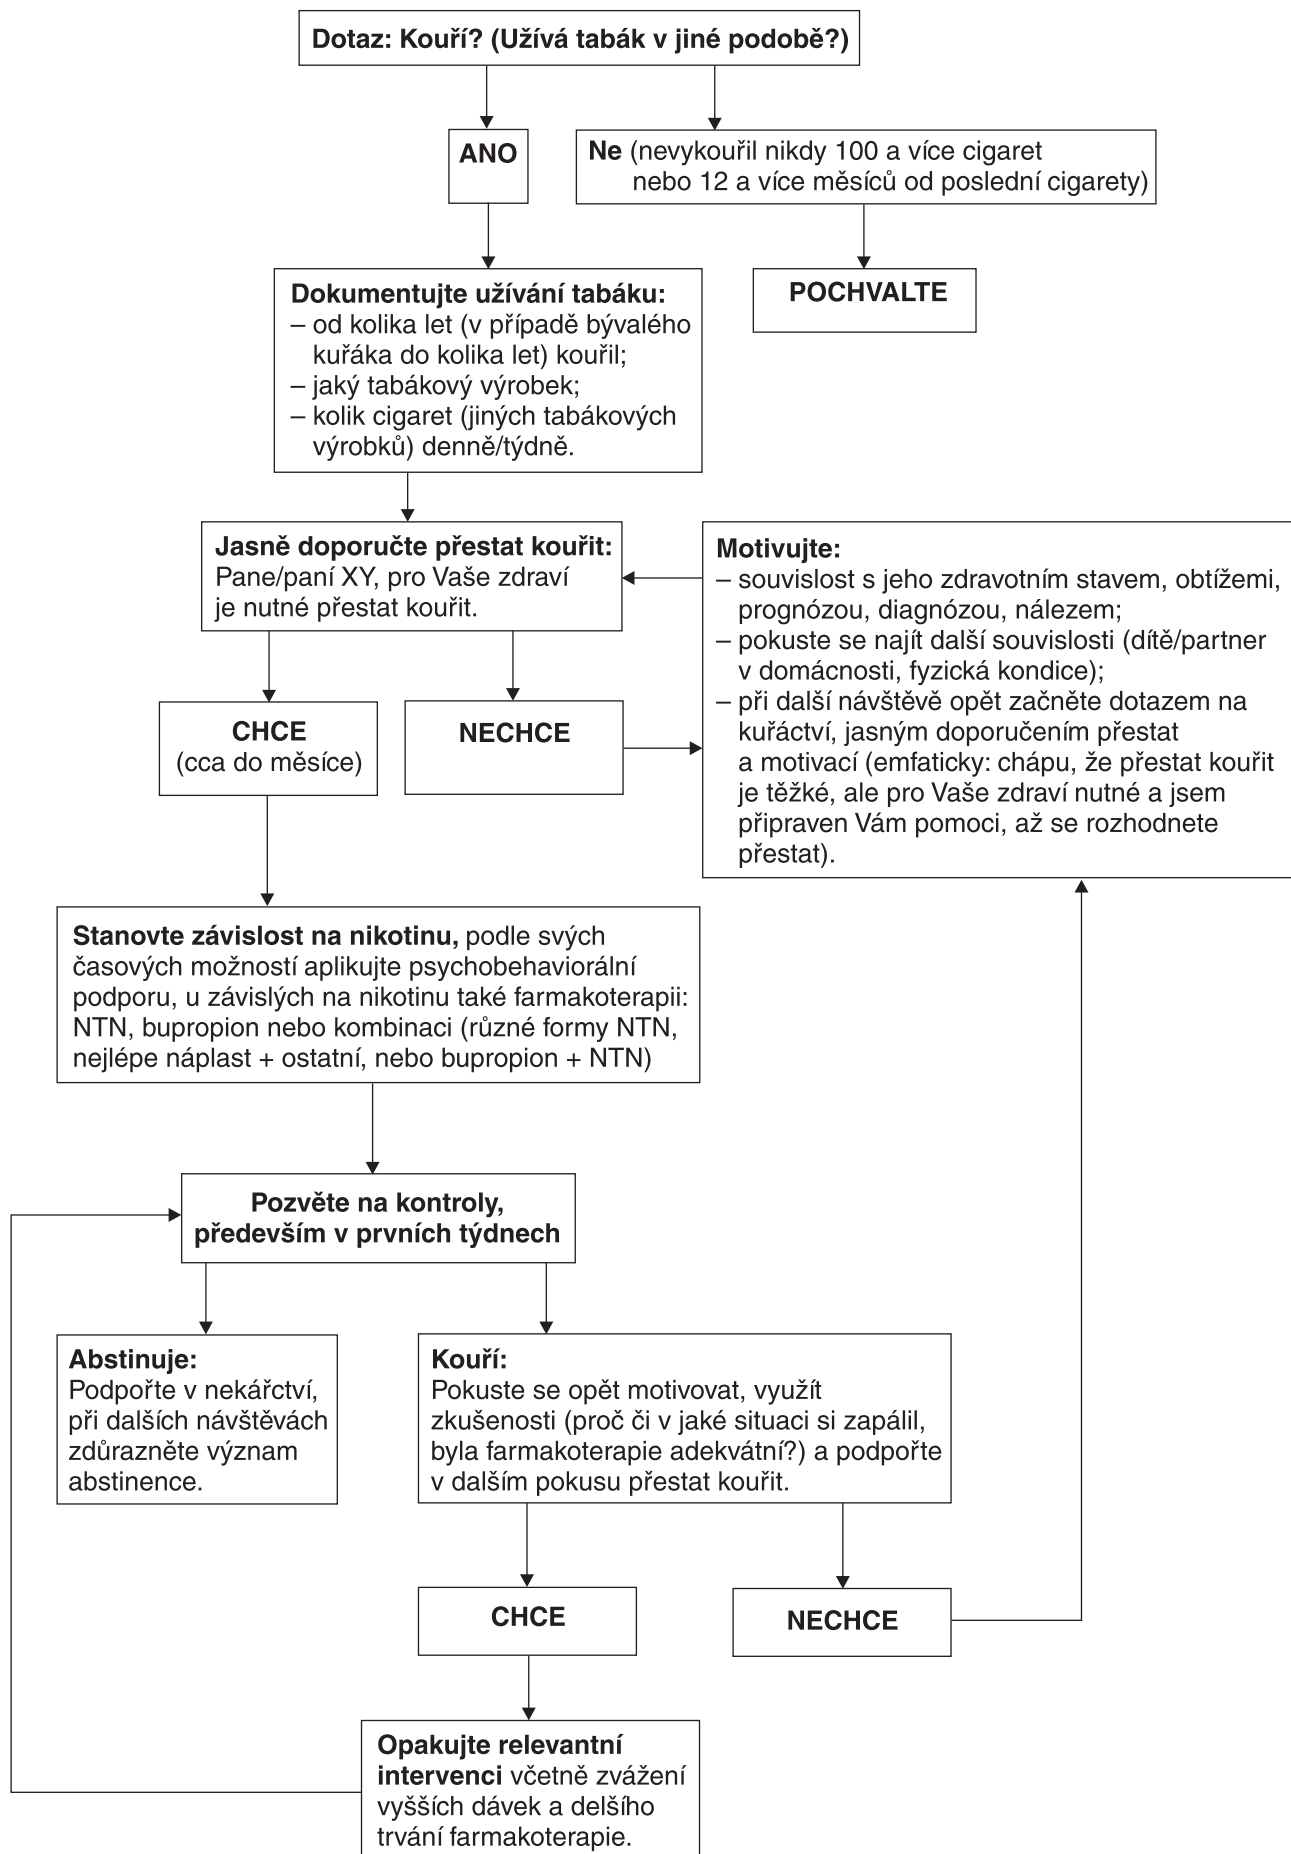 Dotaz: Kouří? (Užívá tabák v jiné podobě?)
ANO
Ne (nevykouřil nikdy 100 a více cigaret
nebo 12 a více měsíců od poslední cigarety)
POCHVALTE
Dokumentujte užívání tabáku:
– od kolika let (v případě bývalého
kuřáka do kolika let) kouřil;
– jaký tabákový výrobek;
– kolik cigaret (jiných tabákových
výrobků) denně/týdně.
Jasně doporučte přestat kouřit:
Pane/paní XY, pro Vaše zdraví
je nutné přestat kouřit.
Motivujte:
– souvislost s jeho zdravotním stavem, obtížemi,
prognózou, diagnózou, nálezem;
– pokuste se najít další souvislosti (dítě/partner
v domácnosti, fyzická kondice);
– při další návštěvě opět začněte dotazem na
kuřáctví, jasným doporučením přestat
a motivací (emfaticky: chápu, že přestat kouřit
je těžké, ale pro Vaše zdraví nutné a jsem
připraven Vám pomoci, až se rozhodnete
přestat).
CHCE
(cca do měsíce)
NECHCE
Stanovte závislost na nikotinu, podle svých
časových možností aplikujte psychobehaviorální
podporu, u závislých na nikotinu také farmakoterapii:
NTN, bupropion nebo kombinaci (různé formy NTN,
nejlépe náplast + ostatní, nebo bupropion + NTN)
Pozvěte na kontroly,
především v prvních týdnech
Abstinuje:
Podpořte v nekářctví,
při dalších návštěvách
zdůrazněte význam
abstinence.
Kouří:
Pokuste se opět motivovat, využít
zkušenosti (proč či v jaké situaci si zapálil,
byla farmakoterapie adekvátní?) a podpořte
v dalším pokusu přestat kouřit.
CHCE
NECHCE
Opakujte relevantní
intervenci včetně zvážení
vyšších dávek a delšího
trvání farmakoterapie.